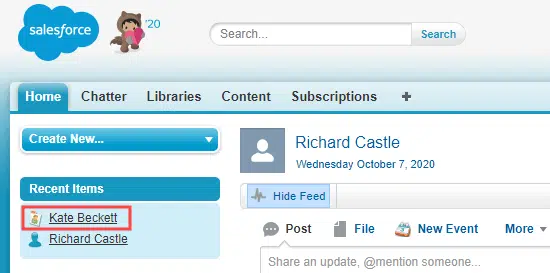 salesforce
'20
Search...
Search
Home Chatter Libraries Content Subscriptions +
Create New...
Recent Items
Kate Beckett
Richard Castle
Richard Castle
Wednesday October 7, 2020
Hide Feed
Post File New Event More
Share an update, @mention someone...